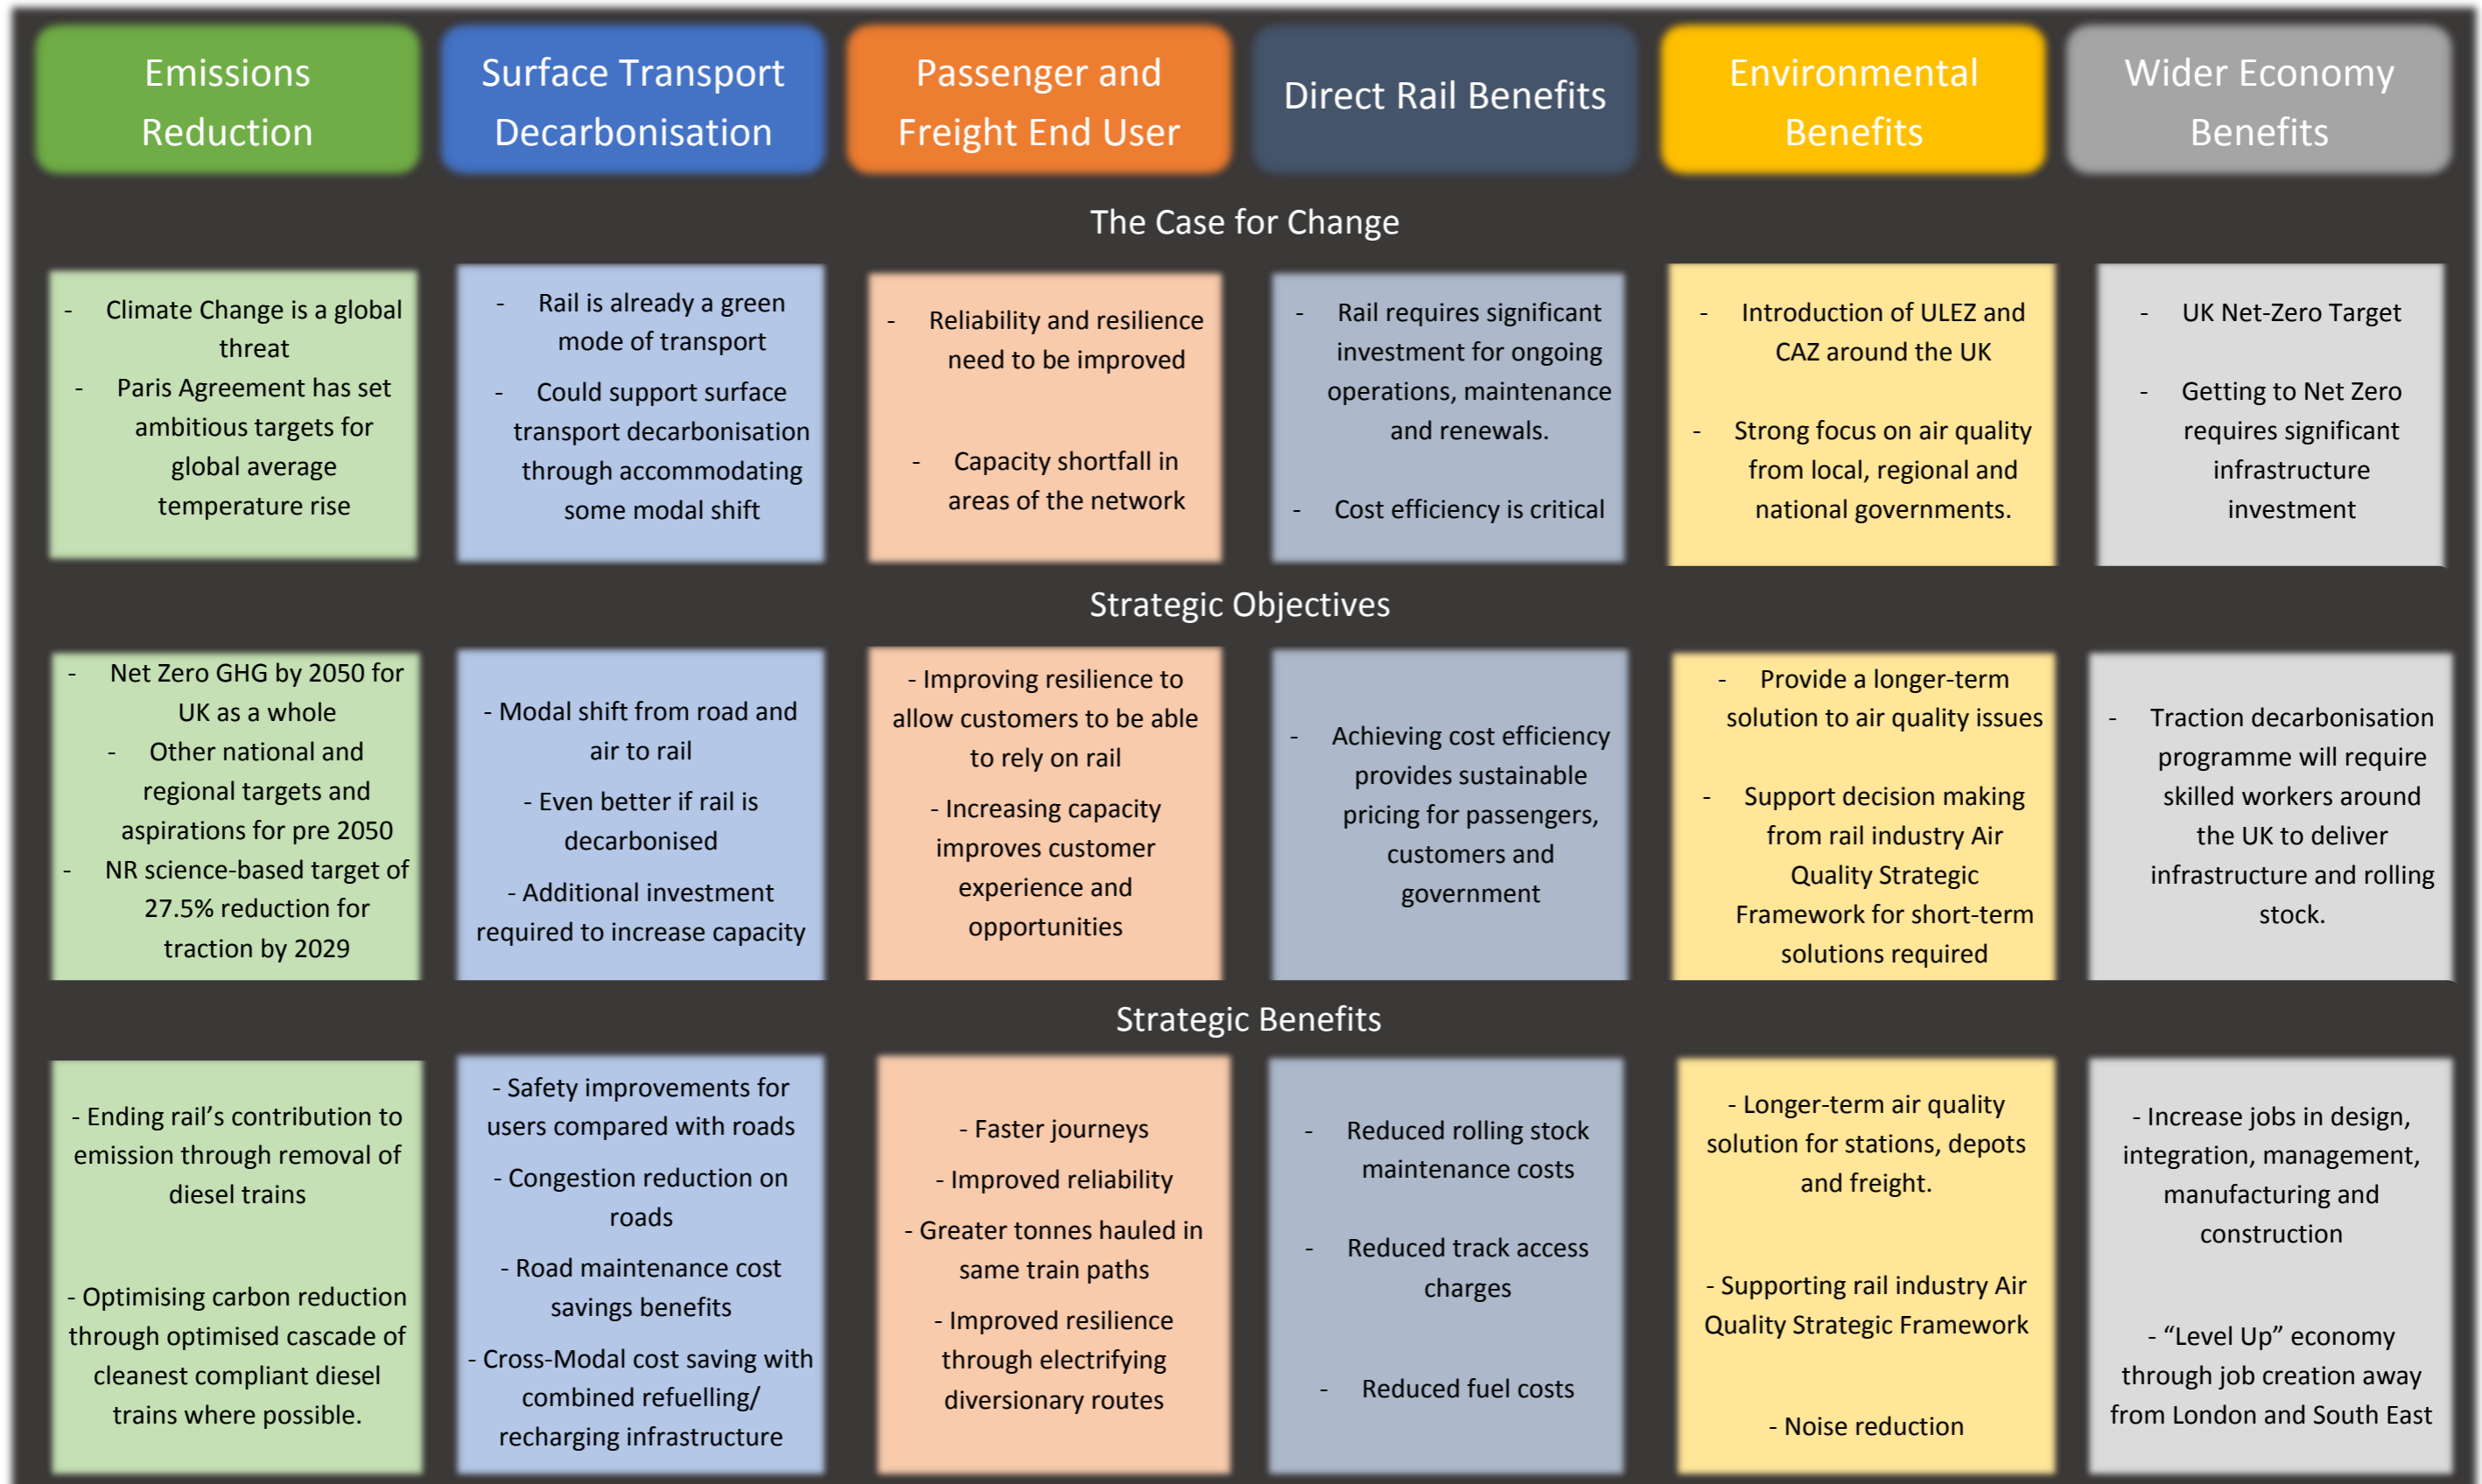 Emissions
Reduction
Surface Transport
Decarbonisation
Passenger and
Freight End User
Direct Rail Benefits
Environmental
Benefits
Wider Economy
Benefits
The Case for Change
- Climate Change is a global
threat
- Paris Agreement has set
ambitious targets for
global average
temperature rise
- Rail is already a green
mode of transport
- Could support surface
transport decarbonisation
through accommodating
some modal shift
- Reliability and resilience
need to be improved
- Capacity shortfall in
areas of the network
- Rail requires significant
investment for ongoing
operations, maintenance
and renewals.
- Cost efficiency is critical
- Introduction of ULEZ and
CAZ around the UK
- Strong focus on air quality
from local, regional and
national governments.
- UK Net-Zero Target
- Getting to Net Zero
requires significant
infrastructure
investment
Strategic Objectives
- Net Zero GHG by 2050 for
UK as a whole
- Other national and
regional targets and
aspirations for pre 2050
- NR science-based target of
27.5% reduction for
traction by 2029
- Modal shift from road and
air to rail
- Even better if rail is
decarbonised
- Additional investment
required to increase capacity
- Improving resilience to
allow customers to be able
to rely on rail
- Increasing capacity
improves customer
experience and
opportunities
- Achieving cost efficiency
provides sustainable
pricing for passengers,
customers and
government
- Provide a longer-term
solution to air quality issues
- Support decision making
from rail industry Air
Quality Strategic
Framework for short-term
solutions required
- Traction decarbonisation
programme will require
skilled workers around
the UK to deliver
infrastructure and rolling
stock.
Strategic Benefits
- Ending rail’s contribution to
emission through removal of
diesel trains
- Optimising carbon reduction
through optimised cascade of
cleanest compliant diesel
trains where possible.
- Safety improvements for
users compared with roads
- Congestion reduction on
roads
- Road maintenance cost
savings benefits
- Cross-Modal cost saving with
combined refuelling/
recharging infrastructure
- Faster journeys
- Improved reliability
- Greater tonnes hauled in
same train paths
- Improved resilience
through electrifying
diversionary routes
- Reduced rolling stock
maintenance costs
- Reduced track access
charges
- Reduced fuel costs
- Longer-term air quality
solution for stations, depots
and freight.
- Supporting rail industry Air
Quality Strategic Framework
- Noise reduction
- Increase jobs in design,
integration, management,
manufacturing and
construction
- “Level Up” economy
through job creation away
from London and South East